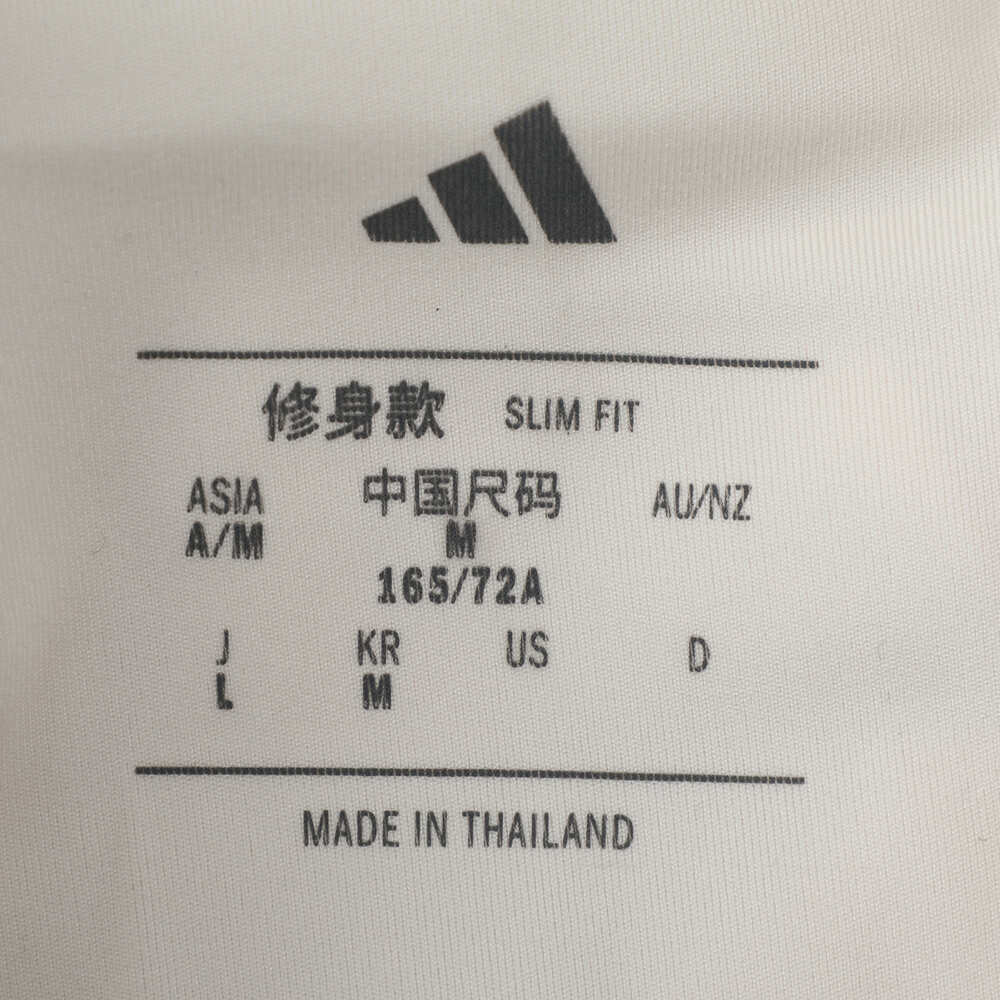 修身款 SLIM FIT
ASIA 中国尺码 AU/NZ
A/M M
165/72A
J KR US D
L M
MADE IN THAILAND